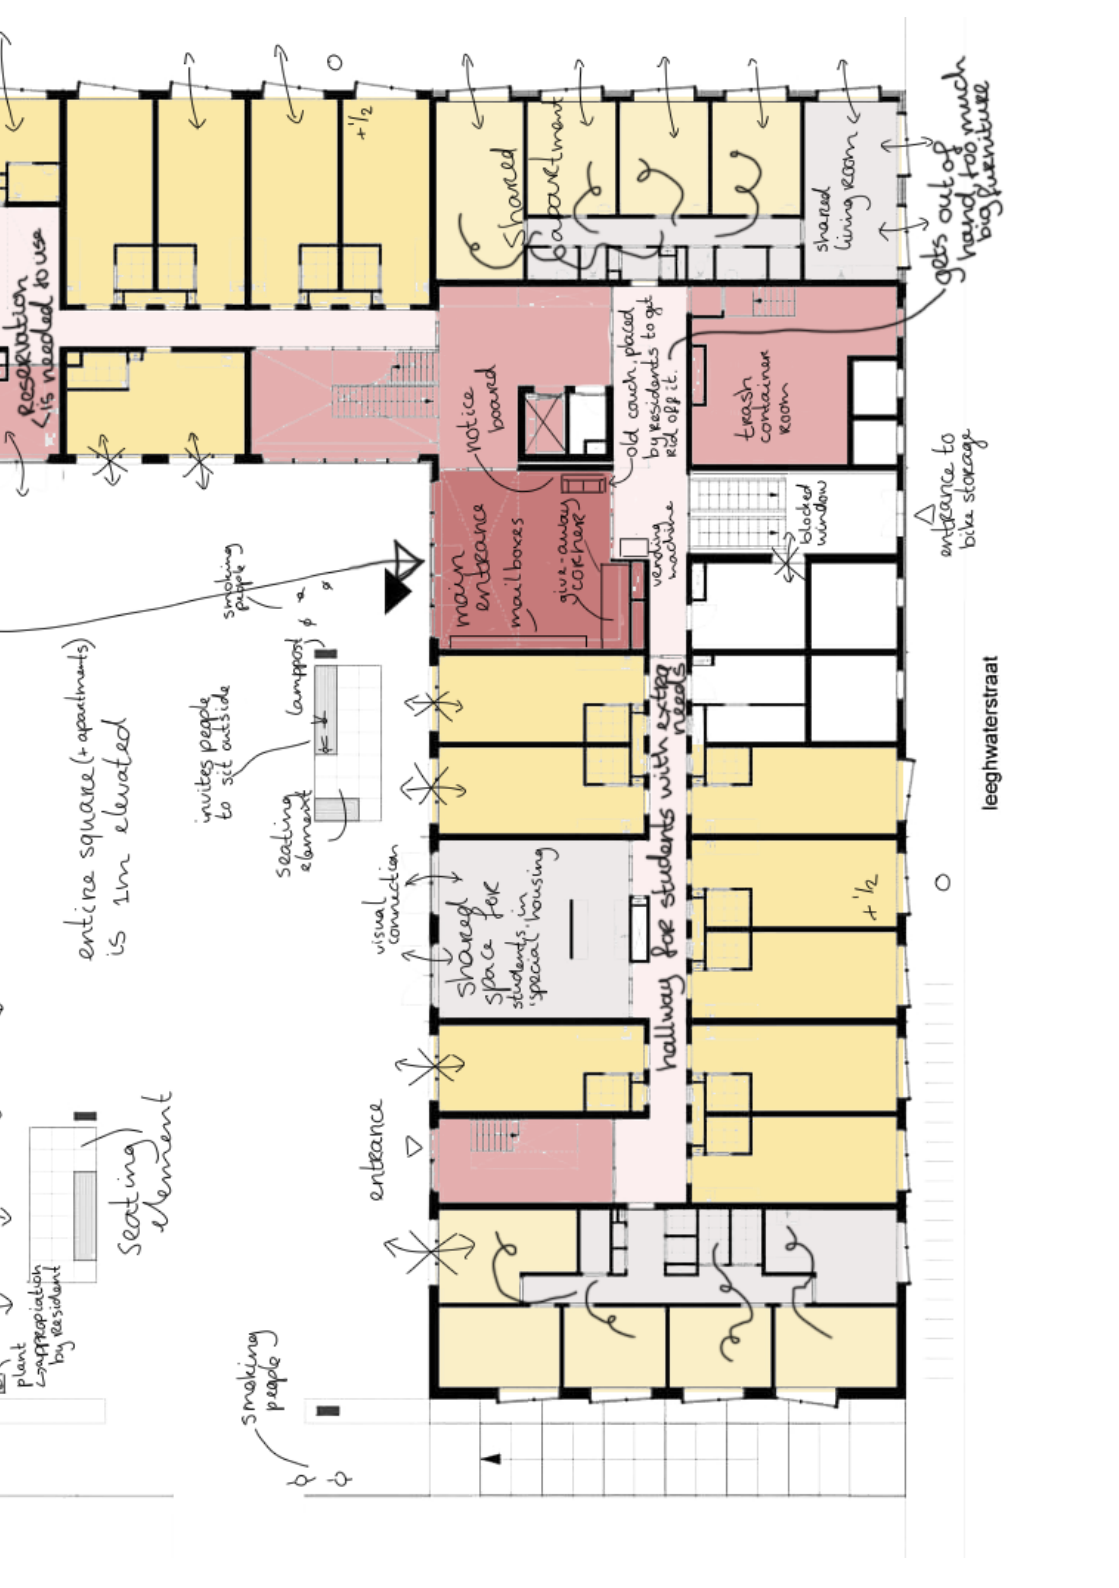 Reservation
↳ is needed to use
+½
shared
apartment
shared
living room
gets out of
hand, too much
big furniture
notice
board
old couch, placed
by residents to get
rid off it.
trash
container
room
entrance to
bike storage
blocked
window
main
entrance
mailboxes
give-away
corner
vending
machine
smoking
people
lamppost
invites people
to sit outside
seating
element
entire square (+ apartments)
is 1m elevated
visual
connection
shared
space for
students in
'special' housing
hallway for students with extra
needs
+½
leeghwaterstraat
entrance
seating
element
plant
↳ appropiation
by resident
smoking
people